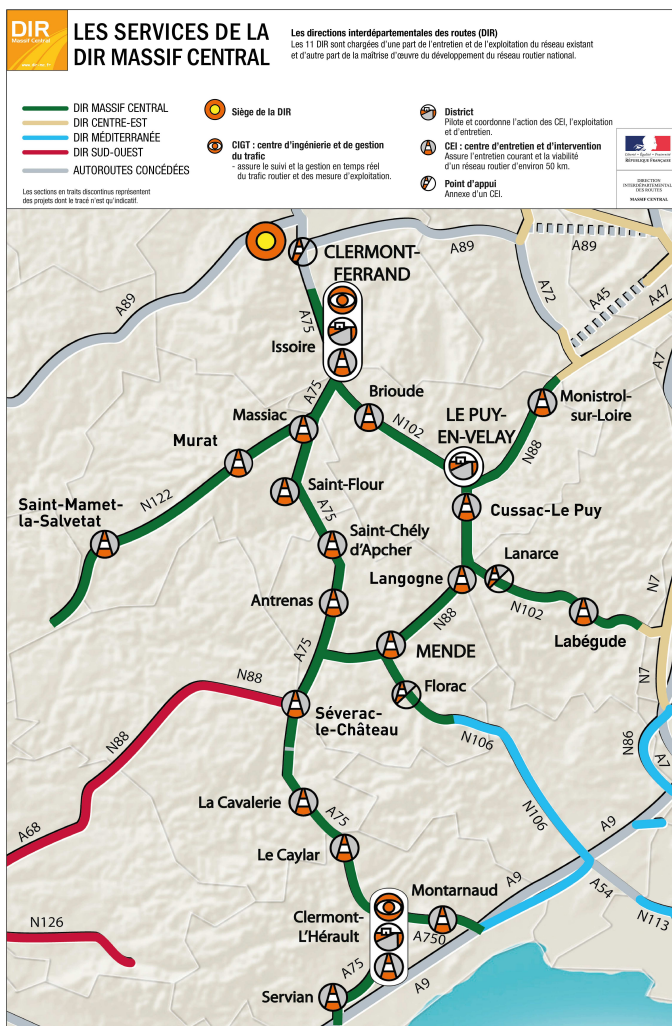 DIR
Massif Central
LES SERVICES DE LA
DIR MASSIF CENTRAL
Les directions interdépartementales des routes (DIR)
Les 11 DIR sont chargées d'une part de l'entretien et de l'exploitation du réseau existant
et d'autre part de la maîtrise d'œuvre du développement du réseau routier national.
DIR MASSIF CENTRAL
DIR CENTRE-EST
DIR MÉDITERRANÉE
DIR SUD-OUEST
AUTOROUTES CONCÉDÉES
Les sections en traits discontinus représentent
des projets dont le tracé n'est qu'indicatif.
Siège de la DIR
CIGT : centre d'ingénierie et de gestion
du trafic
- assure le suivi et la gestion en temps réel
du trafic routier et des mesure d'exploitation.
District
Pilote et coordonne l'action des CEI, l'exploitation
et d'entretien.
CEI : centre d'entretien et d'intervention
Assure l'entretien courant et la viabilité
d'un réseau routier d'environ 50 km.
Point d'appui
Annexe d'un CEI.
Liberté • Égalité • Fraternité
RÉPUBLIQUE FRANÇAISE
DIRECTION
INTERDÉPARTEMENTALE
DES ROUTES
MASSIF CENTRAL
A89
A89
A89
CLERMONT-
FERRAND
A72
A45
A47
A7
A75
Issoire
A75
Brioude
N102
Monistrol-
sur-Loire
LE PUY-
EN-VELAY
N88
Massiac
Murat
N122
Saint-Flour
A75
Saint-Mamet-
la-Salvetat
Cussac-Le Puy
Saint-Chély
d'Apcher
Lanarce
Langogne
N102
N7
Antrenas
N88
Labégude
A75
MENDE
N7
N88
Florac
Séverac-
le-Château
N106
N86
A7
N88
La Cavalerie
A75
N106
A9
A68
Le Caylar
A9
A54
Montarnaud
N113
N126
Clermont-
L'Hérault
A750
A75
A9
Servian